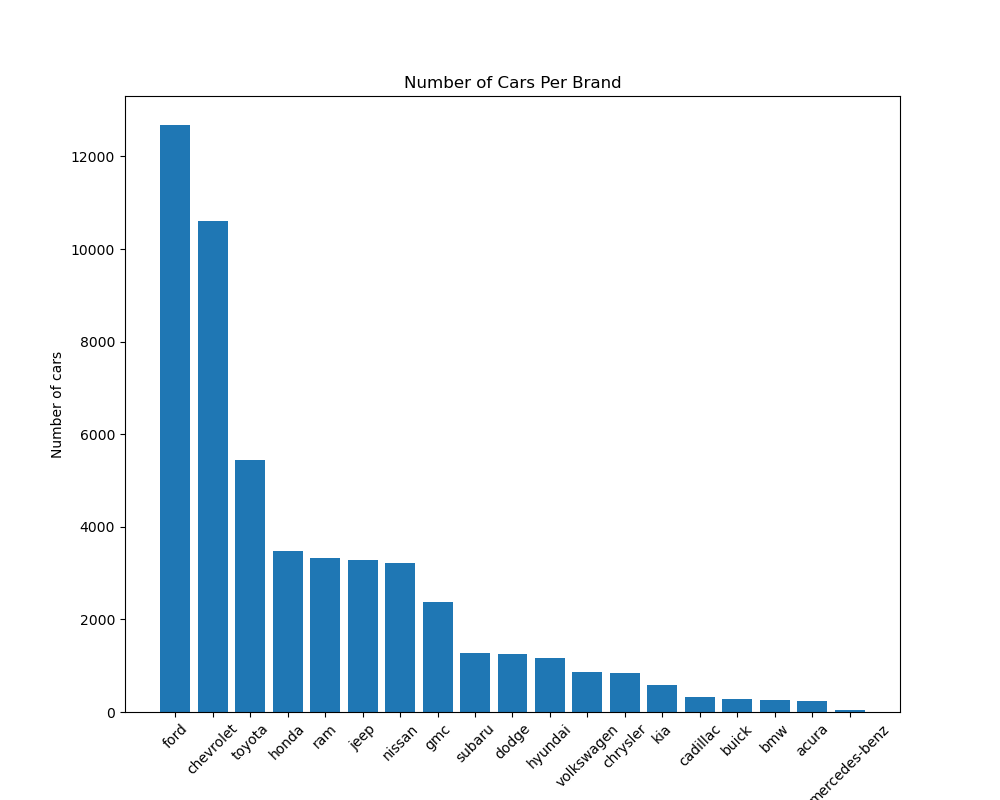 Number of Cars Per Brand
Number of cars
12000
10000
8000
6000
4000
2000
0
ford
chevrolet
toyota
honda
ram
jeep
nissan
gmc
subaru
dodge
hyundai
volkswagen
chrysler
kia
cadillac
buick
bmw
acura
mercedes-benz